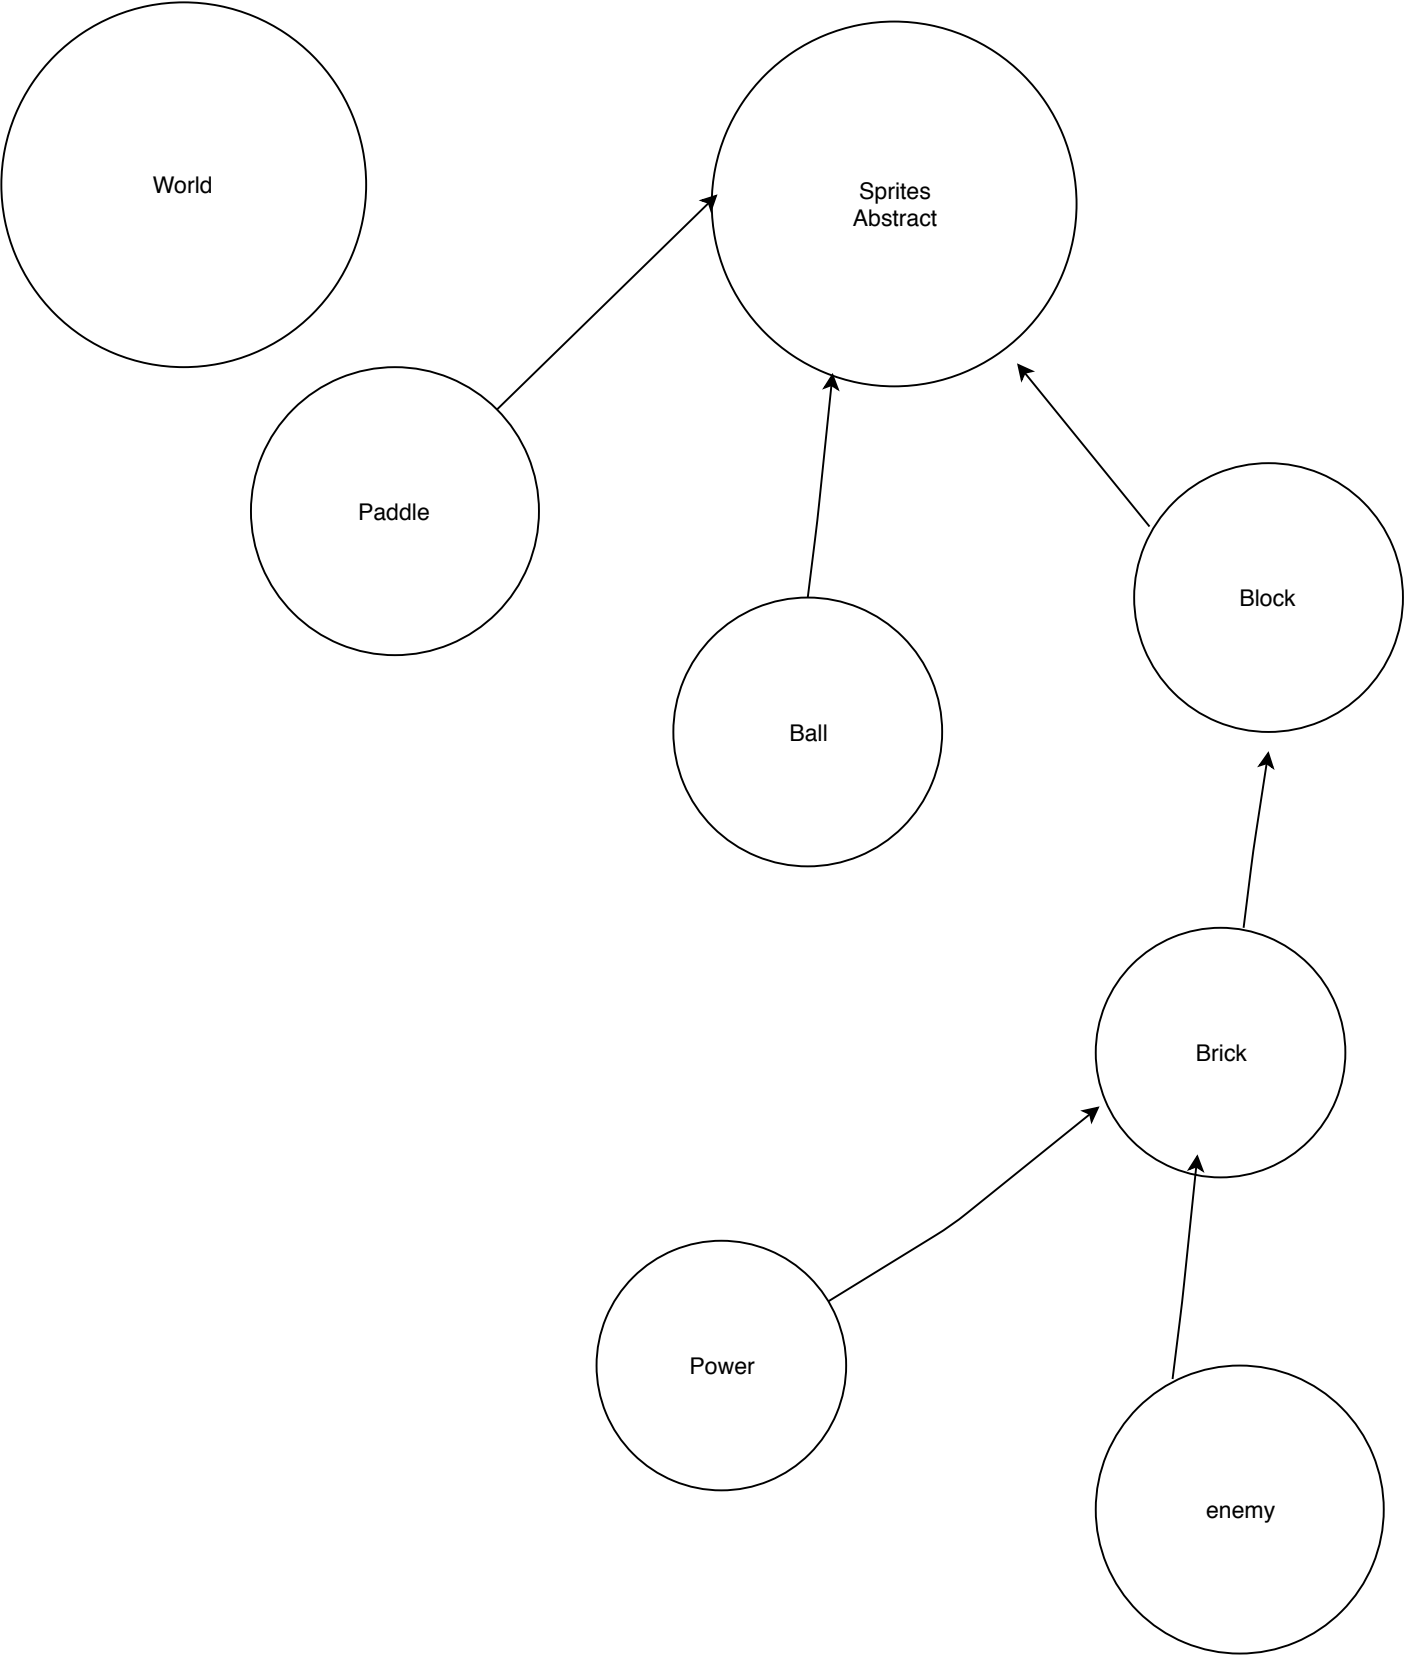 World
Sprites
Abstract
Paddle
Block
Ball
Brick
Power
enemy